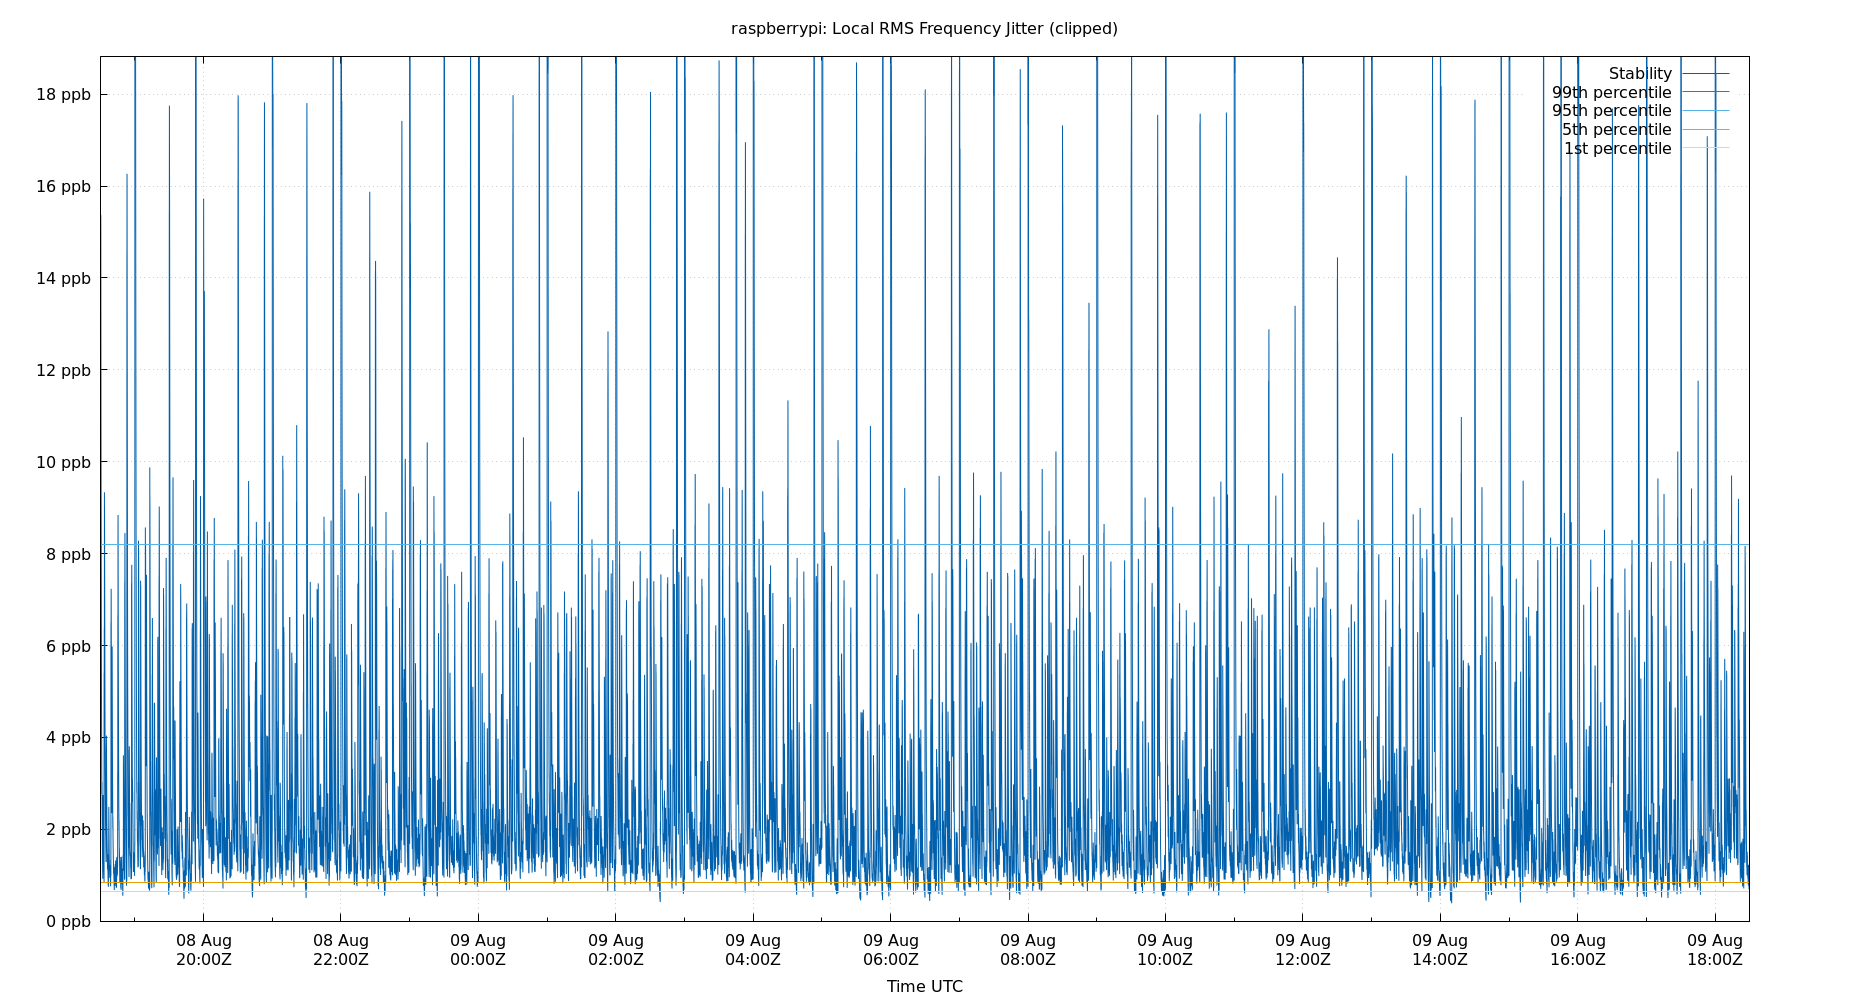 raspberrypi: Local RMS Frequency Jitter (clipped)
Stability
99th percentile
95th percentile
5th percentile
1st percentile
18 ppb
16 ppb
14 ppb
12 ppb
10 ppb
8 ppb
6 ppb
4 ppb
2 ppb
0 ppb
08 Aug 08 Aug 09 Aug 09 Aug 09 Aug 09 Aug 09 Aug 09 Aug 09 Aug 09 Aug 09 Aug 09 Aug
20:00Z 22:00Z 00:00Z 02:00Z 04:00Z 06:00Z 08:00Z 10:00Z 12:00Z 14:00Z 16:00Z 18:00Z
Time UTC